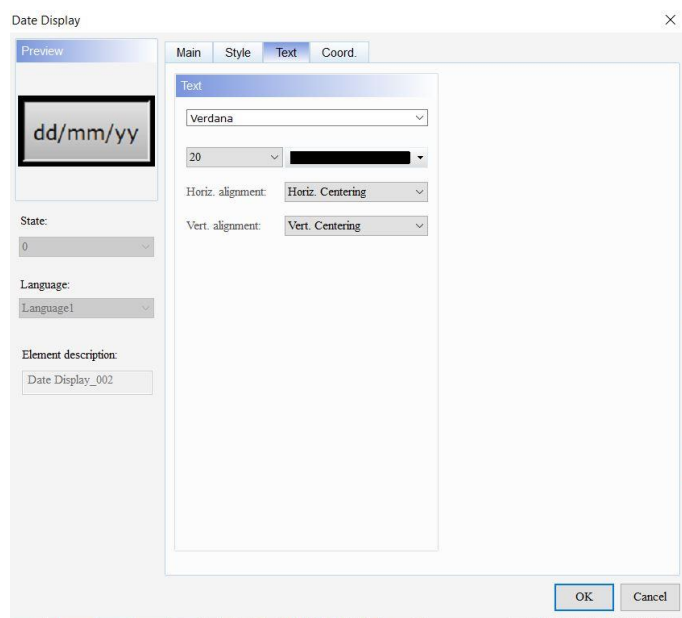 Date Display
Preview
Main Style Text Coord.
dd/mm/yy
Text
Verdana
20
Horiz. alignment: Horiz. Centering
Vert. alignment: Vert. Centering
State:
0
Language:
Language1
Element description:
Date Display_002
OK Cancel